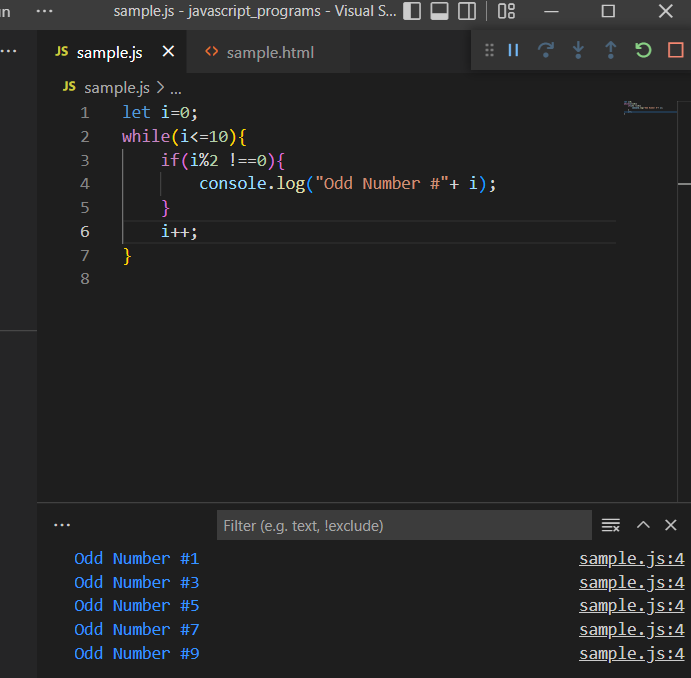 un ... sample.js - javascript_programs - Visual S...
... JS sample.js × <> sample.html
JS sample.js > ...
1 let i=0;
2 while(i<=10){
3     if(i%2 !==0){
4         console.log("Odd Number #"+ i);
5     }
6     i++;
7 }
8
... Filter (e.g. text, !exclude)
Odd Number #1 sample.js:4
Odd Number #3 sample.js:4
Odd Number #5 sample.js:4
Odd Number #7 sample.js:4
Odd Number #9 sample.js:4